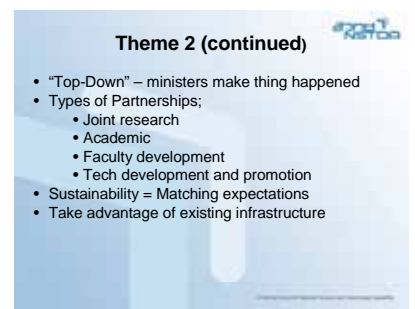 Theme 2 (continued)
• “Top-Down” – ministers make thing happened
• Types of Partnerships;
• Joint research
• Academic
• Faculty development
• Tech development and promotion
• Sustainability = Matching expectations
• Take advantage of existing infrastructure